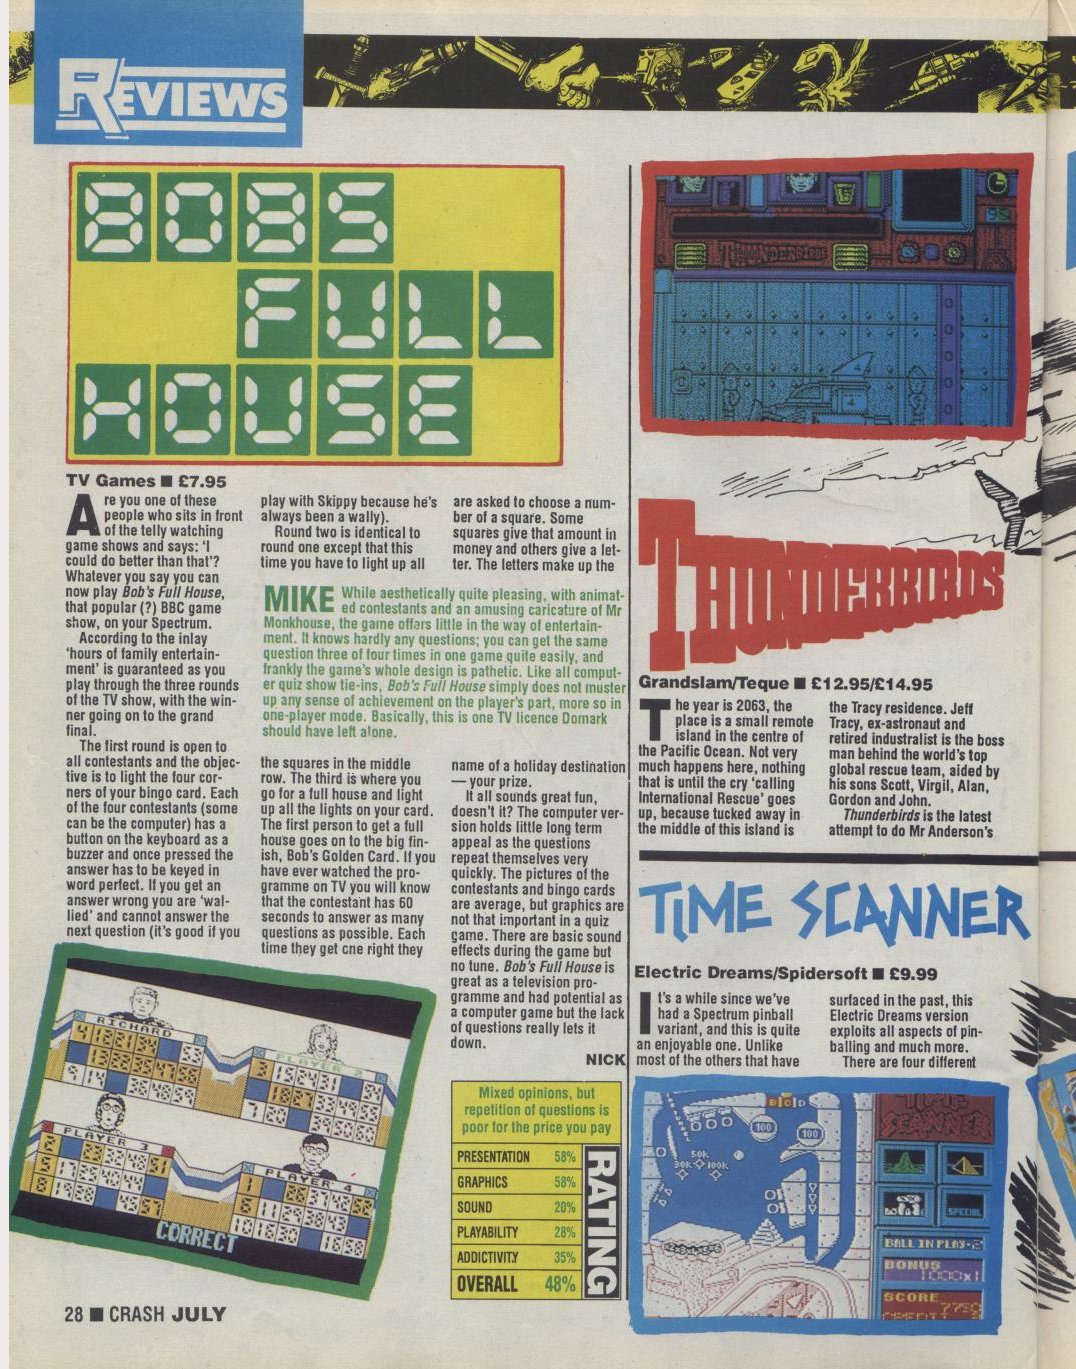 REVIEWS
BOBS
FULL
HOUSE
TV Games ■ £7.95
Are you one of these
people who sits in front
of the telly watching
game shows and says: 'I
could do better than that'?
Whatever you say you can
now play Bob's Full House,
that popular (?) BBC game
show, on your Spectrum.
According to the inlay
'hours of family entertain-
ment' is guaranteed as you
play through the three rounds
of the TV show, with the win-
ner going on to the grand
final.
The first round is open to
all contestants and the objec-
tive is to light the four cor-
ners of your bingo card. Each
of the four contestants (some
can be the computer) has a
button on the keyboard as a
buzzer and once pressed the
answer has to be keyed in
word perfect. If you get an
answer wrong you are 'wal-
lied' and cannot answer the
next question (it's good if you
play with Skippy because he's
always been a wally).
Round two is identical to
round one except that this
time you have to light up all
the squares in the middle
row. The third is where you
go for a full house and light
up all the lights on your card.
The first person to get a full
house goes on to the big fin-
ish, Bob's Golden Card. If you
have ever watched the pro-
gramme on TV you will know
that the contestant has 60
seconds to answer as many
questions as possible. Each
time they get one right they
are asked to choose a num-
ber of a square. Some
squares give that amount in
money and others give a let-
ter. The letters make up the
name of a holiday destination
— your prize.
It all sounds great fun,
doesn't it? The computer ver-
sion holds little long term
appeal as the questions
repeat themselves very
quickly. The pictures of the
contestants and bingo cards
are average, but graphics are
not that important in a quiz
game. There are basic sound
effects during the game but
no tune. Bob's Full House is
great as a television pro-
gramme and had potential as
a computer game but the lack
of questions really lets it
down.
NICK
MIKE While aesthetically quite pleasing, with animat-
ed contestants and an amusing caricature of Mr
Monkhouse, the game offers little in the way of entertain-
ment. It knows hardly any questions; you can get the same
question three of four times in one game quite easily, and
frankly the game's whole design is pathetic. Like all comput-
er quiz show tie-ins, Bob's Full House simply does not muster
up any sense of achievement on the player's part, more so in
one-player mode. Basically, this is one TV licence Domark
should have left alone.
RICHARD
PLAYER 2
PLAYER 3
PLAYER 4
CORRECT
Mixed opinions, but
repetition of questions is
poor for the price you pay
PRESENTATION 58%
GRAPHICS 58%
SOUND 20%
PLAYABILITY 28%
ADDICTIVITY 35%
OVERALL 48%
RATING
THUNDERBIRDS
THUNDERBIRDS
Grandslam/Teque ■ £12.95/£14.95
The year is 2063, the
place is a small remote
island in the centre of
the Pacific Ocean. Not very
much happens here, nothing
that is until the cry 'calling
International Rescue' goes
up, because tucked away in
the middle of this island is
the Tracy residence. Jeff
Tracy, ex-astronaut and
retired industralist is the boss
man behind the world's top
global rescue team, aided by
his sons Scott, Virgil, Alan,
Gordon and John.
Thunderbirds is the latest
attempt to do Mr Anderson's
TIME SCANNER
Electric Dreams/Spidersoft ■ £9.99
It's a while since we've
had a Spectrum pinball
variant, and this is quite
an enjoyable one. Unlike
most of the others that have
surfaced in the past, this
Electric Dreams version
exploits all aspects of pin-
balling and much more.
There are four different
BCD
100
100
50K
30K 100K
TIME
SCANNER
SPECIAL
BALL IN PLAY-2
BONUS
1000x1
SCORE
7750
28 ■ CRASH JULY